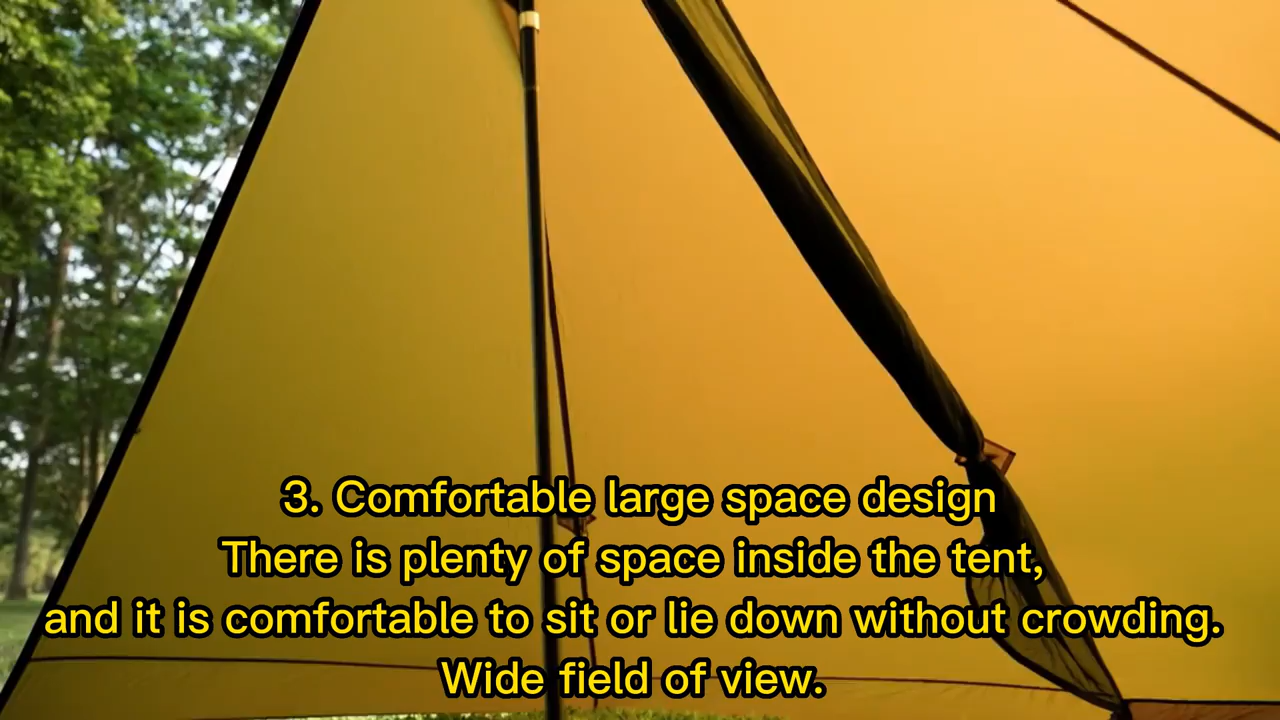 3. Comfortable large space design
There is plenty of space inside the tent,
and it is comfortable to sit or lie down without crowding.
Wide field of view.